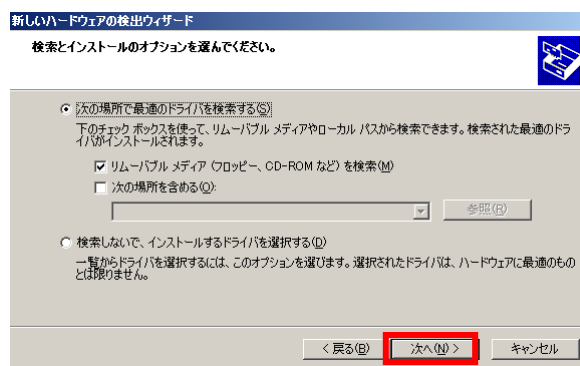 新しいハードウェアの検出ウィザード
検索とインストールのオプションを選んでください。
次の場所で最適のドライバを検索する(S)
下のチェック ボックスを使って、リムーバブル メディアやローカル パスから検索できます。検索された最適のドラ
イバがインストールされます。
リムーバブル メディア (フロッピー、CD-ROM など) を検索(M)
次の場所を含める(O):
参照(R)
検索しないで、インストールするドライバを選択する(D)
一覧からドライバを選択するには、このオプションを選びます。選択されたドライバは、ハードウェアに最適のもの
とは限りません。
< 戻る(B)
次へ(N) >
キャンセル